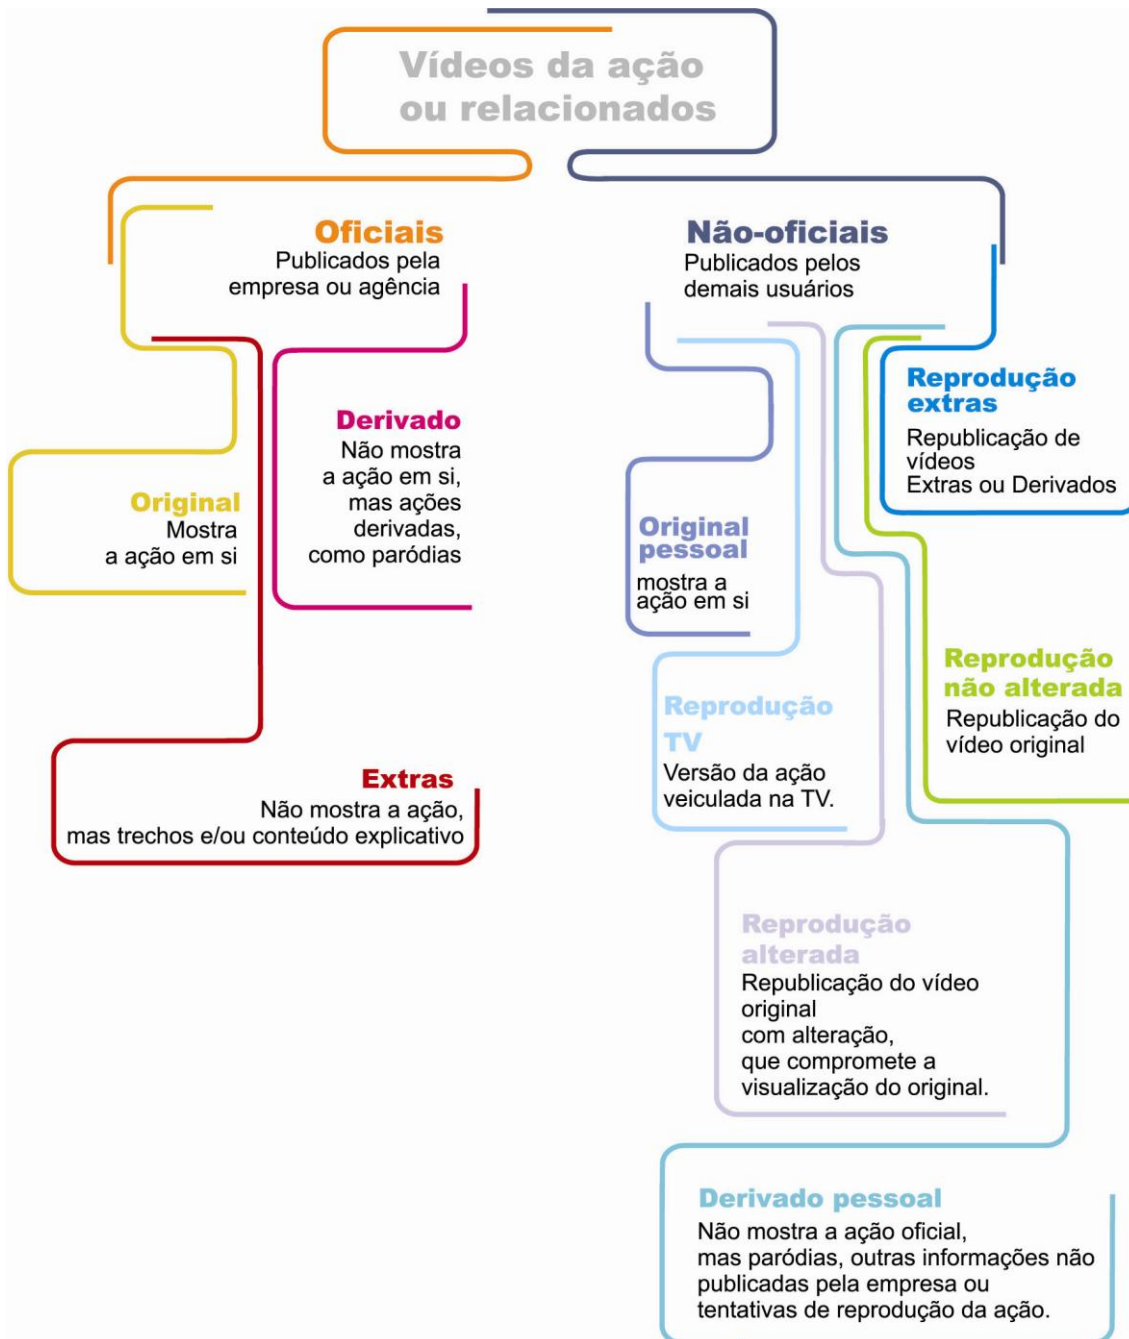 Vídeos da ação
ou relacionados
Oficiais
Publicados pela
empresa ou agência
Original
Mostra
a ação em si
Derivado
Não mostra
a ação em si,
mas ações
derivadas,
como paródias
Extras
Não mostra a ação,
mas trechos e/ou conteúdo explicativo
Não-oficiais
Publicados pelos
demais usuários
Original
pessoal
mostra a
ação em si
Reprodução
TV
Versão da ação
veiculada na TV.
Reprodução
alterada
Republicação do vídeo
original
com alteração,
que compromete a
visualização do original.
Derivado pessoal
Não mostra a ação oficial,
mas paródias, outras informações não
publicadas pela empresa ou
tentativas de reprodução da ação.
Reprodução
não alterada
Republicação do
vídeo original
Reprodução
extras
Republicação de
vídeos
Extras ou Derivados